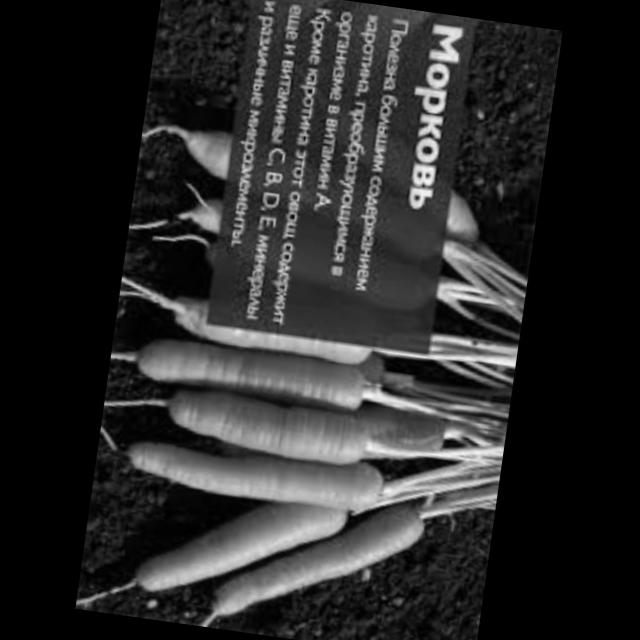 Морковь
Полезна большим содержанием
каротина, преобразующимся в
организме в витамин А.
Кроме каротина этот овощ содержит
еще и витамины C, B, D, E, минералы
и различные микроэлементы.